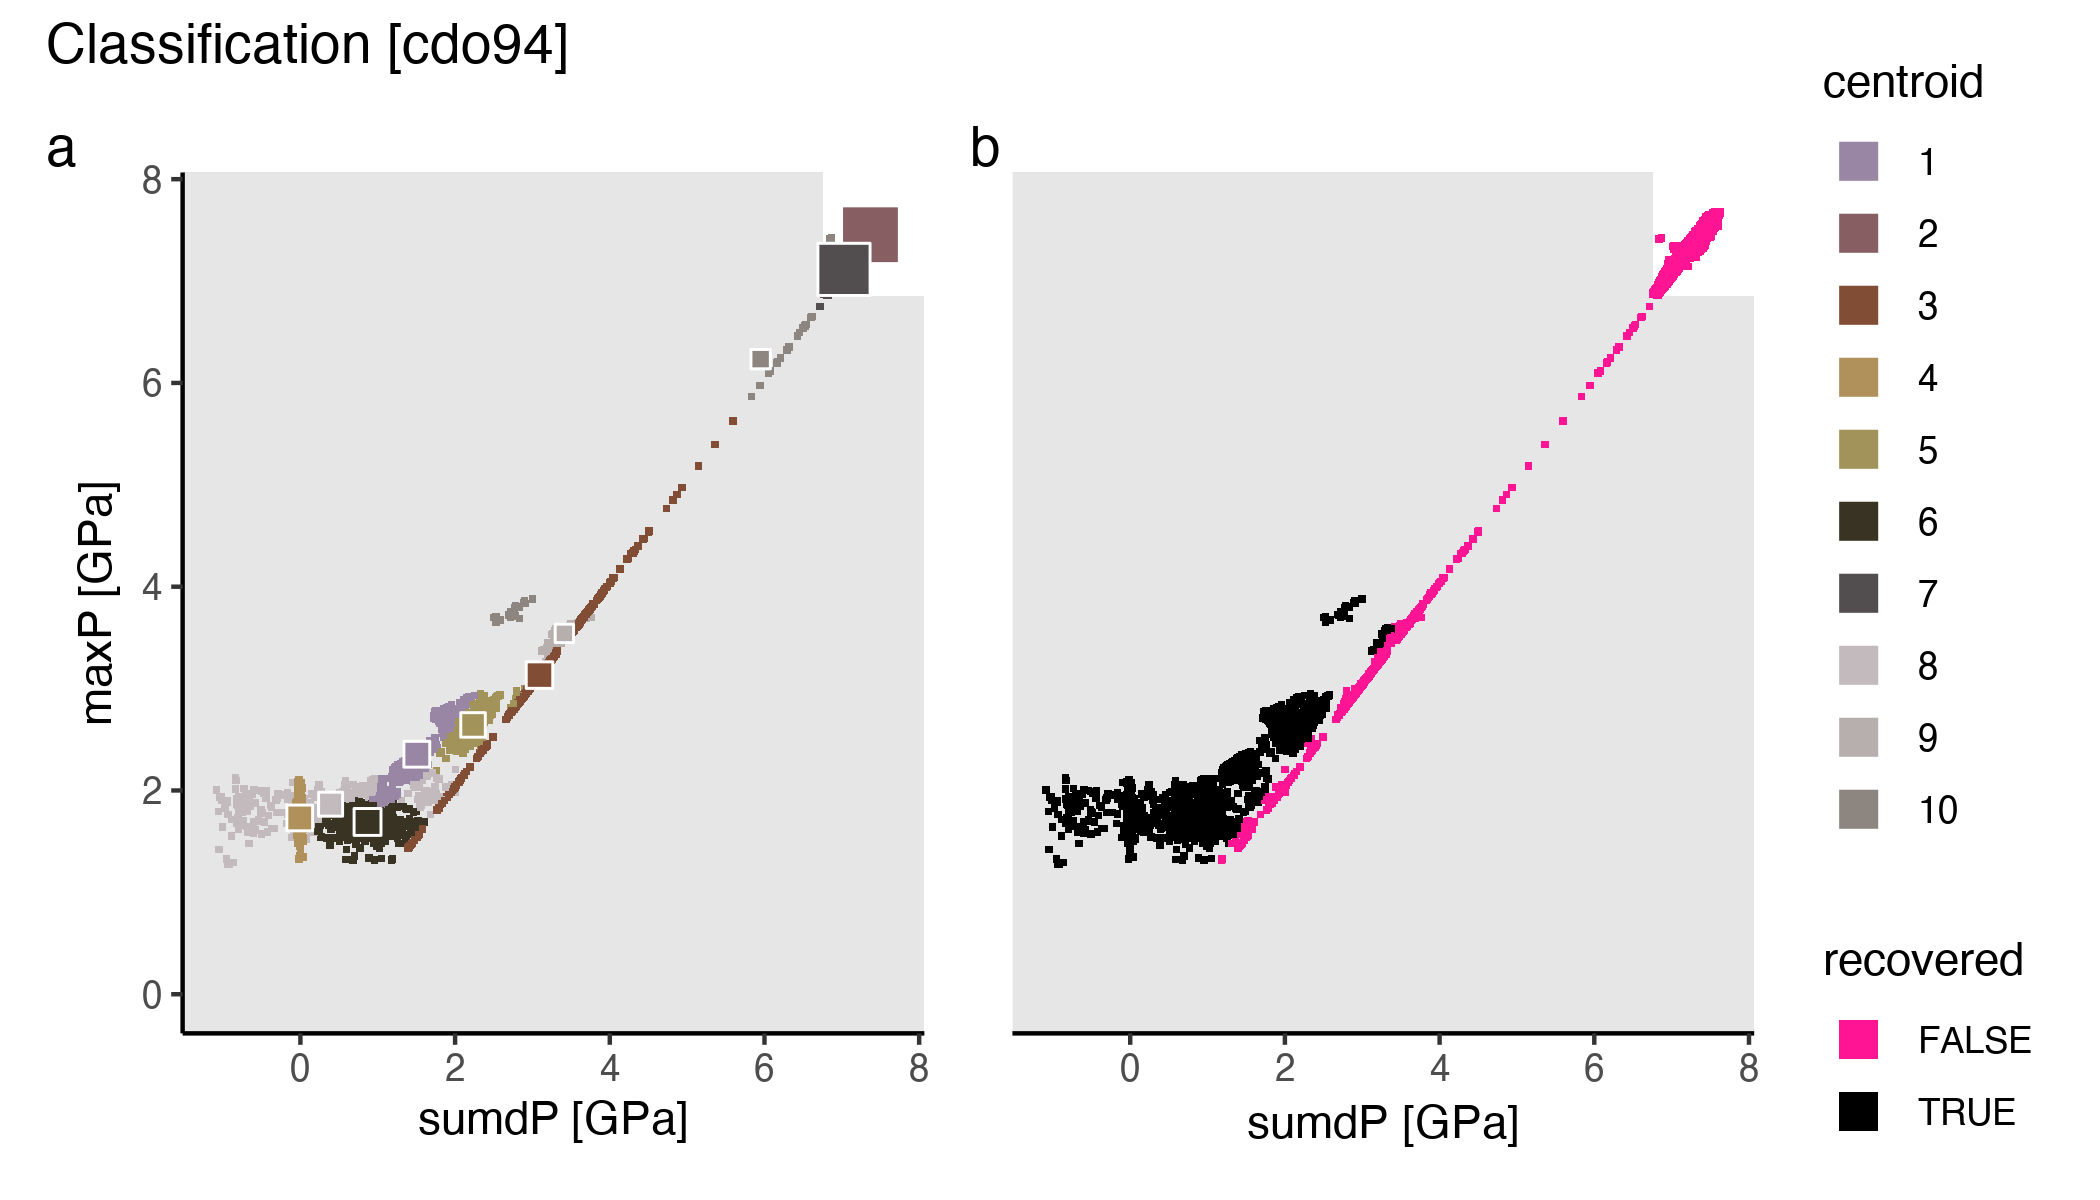 Classification [cdo94]
a
b
8
6
4
2
0
maxP [GPa]
0 2 4 6 8
sumdP [GPa]
0 2 4 6 8
sumdP [GPa]
centroid
1
2
3
4
5
6
7
8
9
10
recovered
FALSE
TRUE